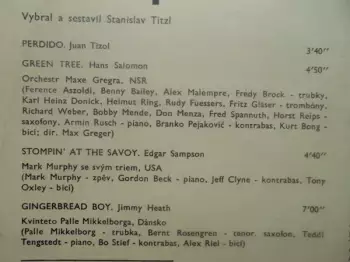 Vybral a sestavil Stanislav Titzl
PERDIDO. Juan Tizol 3'40"
GREEN TREE. Hans Salomon 4'50"
Orchestr Maxe Gregra, NSR
(Ference Aszoldi, Benny Bailey, Alex Malempre, Fredy Brock - trubky,
Karl Heinz Donick, Helmut Ring, Rudy Fuessers, Fritz Glaser - trombóny,
Richard Weber, Bobby Mende, Don Menza, Fred Spannuth, Horst Reips -
saxofony, Armin Rusch - piano, Branko Pejakovič - kontrabas, Kurt Bong -
bicí; dir. Max Greger)
STOMPIN' AT THE SAVOY. Edgar Sampson 4'40"
Mark Murphy se svým triem, USA
(Mark Murphy - zpěv, Gordon Beck - piano, Jeff Clyne - kontrabas, Tony
Oxley - bicí)
GINGERBREAD BOY. Jimmy Heath 7'00"
Kvinteto Palle Mikkelborga, Dánsko
(Palle Mikkelborg - trubka, Bernt Rosengren - tenor. saxofon, Teddl
Tengstedt - piano, Bo Stief - kontrabas, Alex Riel - bicí)